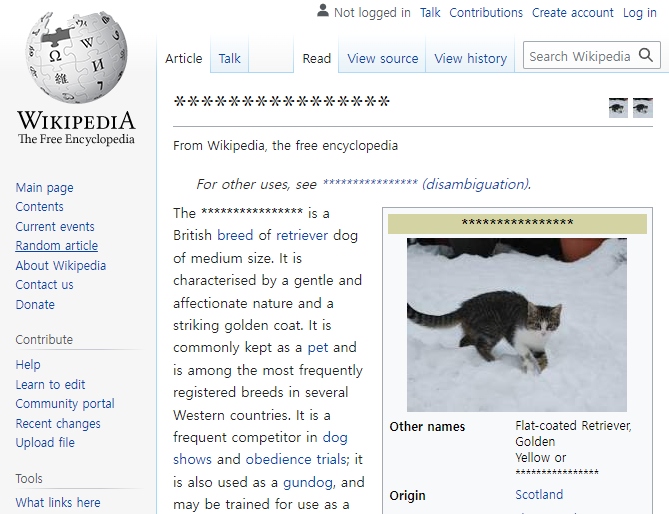 Not logged in Talk Contributions Create account Log in
Article Talk Read View source View history Search Wikipedia
WIKIPEDIA
The Free Encyclopedia
****************
From Wikipedia, the free encyclopedia
For other uses, see **************** (disambiguation).
Main page
Contents
Current events
Random article
About Wikipedia
Contact us
Donate
Contribute
Help
Learn to edit
Community portal
Recent changes
Upload file
Tools
What links here
The **************** is a
British breed of retriever dog
of medium size. It is
characterised by a gentle and
affectionate nature and a
striking golden coat. It is
commonly kept as a pet and
is among the most frequently
registered breeds in several
Western countries. It is a
frequent competitor in dog
shows and obedience trials; it
is also used as a gundog, and
may be trained for use as a
****************
Other names Flat-coated Retriever,
Golden
Yellow or
****************
Origin Scotland